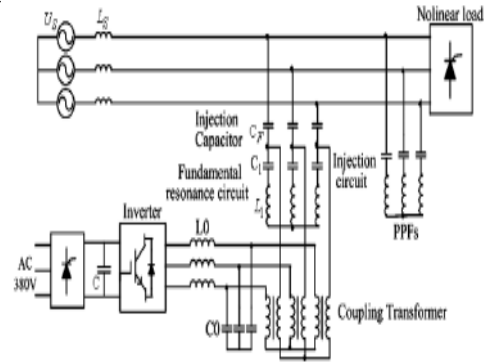 Nolinear load
U_S
L_S
Injection
Capacitor
C_F
C_1
Injection
circuit
Fundamental
resonance circuit
L_1
PPFs
Inverter
L0
AC
380V
C
C0
Coupling Transformer